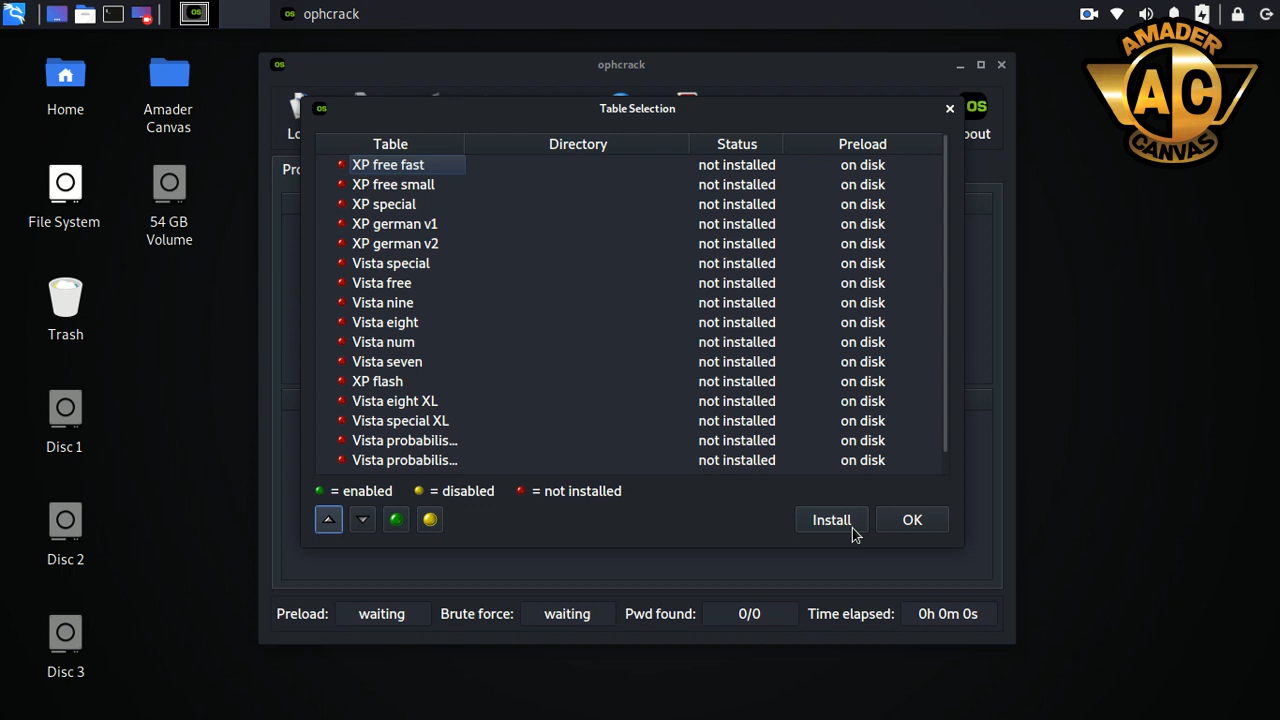 ophcrack
AMADER
AC
CANVAS
Home
Amader
Canvas
File System
54 GB
Volume
Trash
Disc 1
Disc 2
Disc 3
OS
ophcrack
Table Selection
Table Directory Status Preload
XP free fast not installed on disk
XP free small not installed on disk
XP special not installed on disk
XP german v1 not installed on disk
XP german v2 not installed on disk
Vista special not installed on disk
Vista free not installed on disk
Vista nine not installed on disk
Vista eight not installed on disk
Vista num not installed on disk
Vista seven not installed on disk
XP flash not installed on disk
Vista eight XL not installed on disk
Vista special XL not installed on disk
Vista probabilis... not installed on disk
Vista probabilis... not installed on disk
= enabled = disabled = not installed
Install OK
Preload: waiting Brute force: waiting Pwd found: 0/0 Time elapsed: 0h 0m 0s